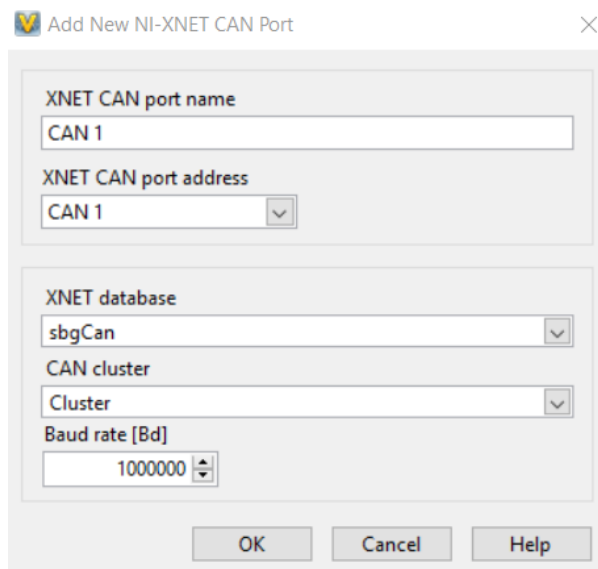 Add New NI-XNET CAN Port
XNET CAN port name
CAN 1
XNET CAN port address
CAN 1
XNET database
sbgCan
CAN cluster
Cluster
Baud rate [Bd]
1000000
OK Cancel Help